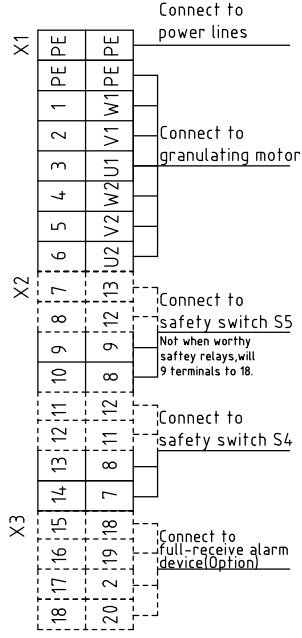 X1
PE PE
Connect to
power lines
PE PE
1 W1
2 V1
Connect to
granulating motor
3 U1
4 W2
5 V2
6 U2
X2
7 13
8 12
Connect to
safety switch S5
9 9
Not when worthy
saftey relays,will
9 terminals to 18.
10 8
11 12
12 11
Connect to
safety switch S4
13 8
14 7
X3
15 18
16 19
Connect to
full-receive alarm
device(Option)
17 2
18 20